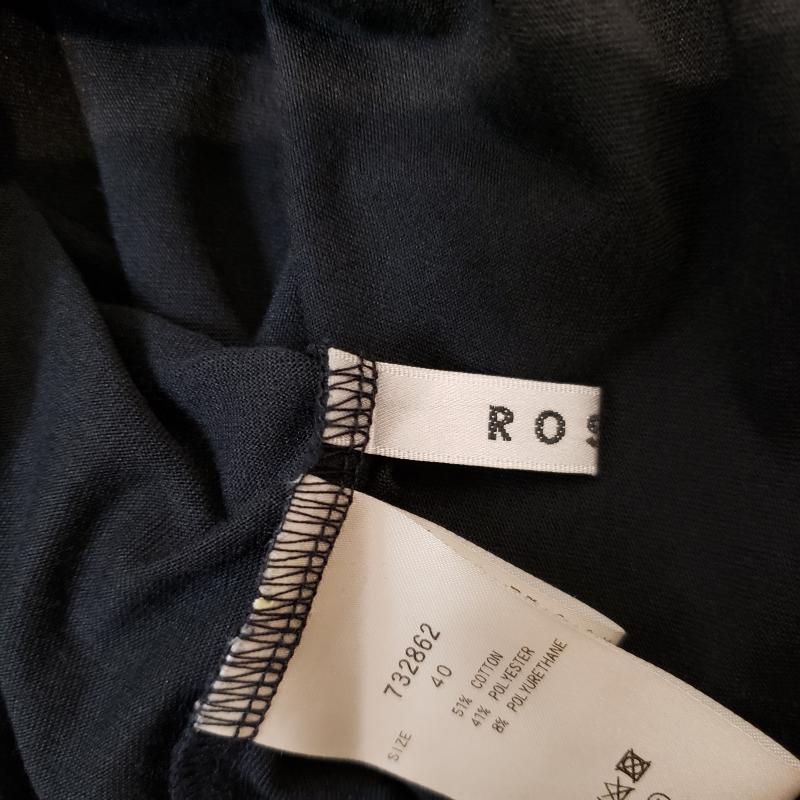 ROS
732862
SIZE 40
51% COTTON
41% POLYESTER
8% POLYURETHANE